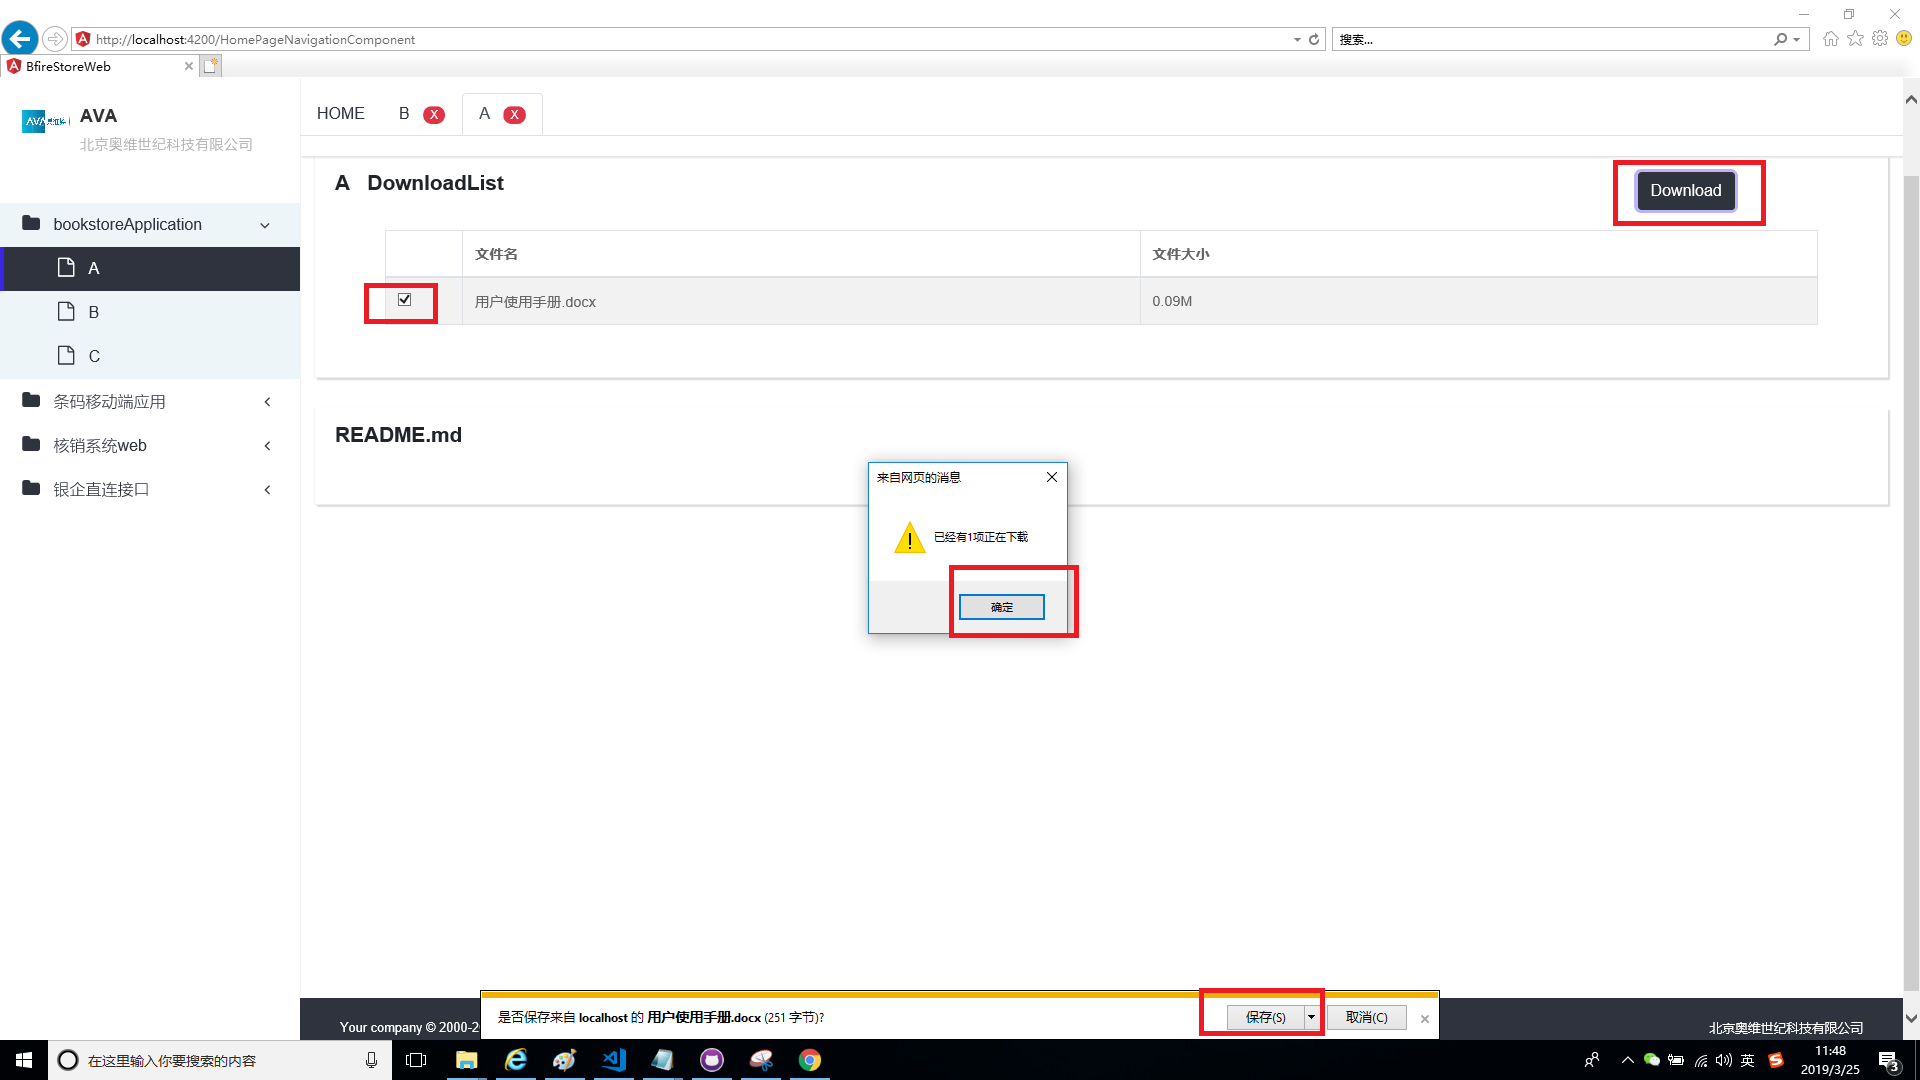 http://localhost:4200/HomePageNavigationComponent
搜索...
BfireStoreWeb
AVA
AVA
北京奥维世纪科技有限公司
HOME
B X
A X
bookstoreApplication
A
B
C
条码移动端应用
核销系统web
银企直连接口
A DownloadList
Download
文件名 文件大小
用户使用手册.docx 0.09M
README.md
来自网页的消息
已经有1项正在下载
确定
Your company © 2000-2
北京奥维世纪科技有限公司
是否保存来自 localhost 的 用户使用手册.docx (251 字节)?
保存(S)
取消(C)
在这里输入你要搜索的内容
英
11:48
2019/3/25
3